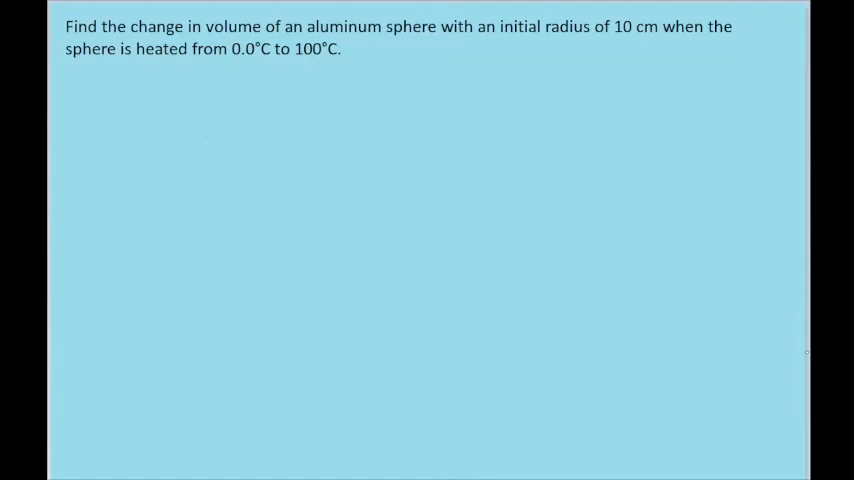 Find the change in volume of an aluminum sphere with an initial radius of 10 cm when the
sphere is heated from 0.0°C to 100°C.